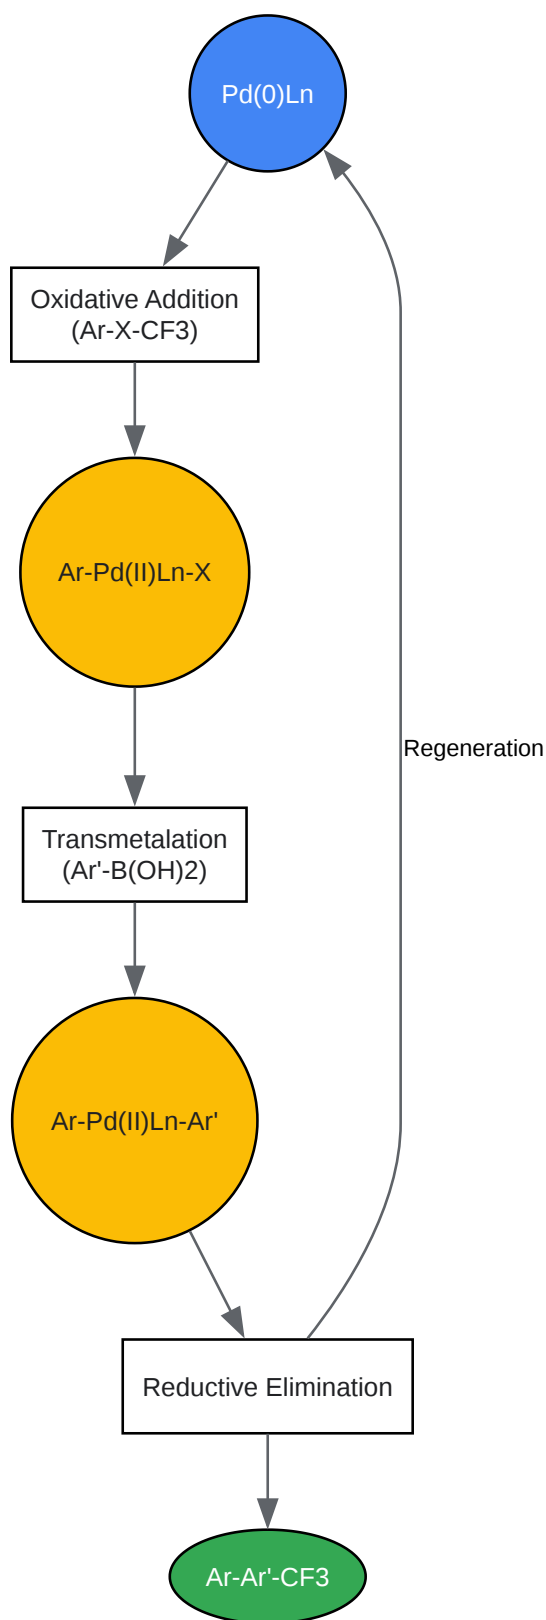 Pd(0)Ln
Oxidative Addition
(Ar-X-CF3)
Ar-Pd(II)Ln-X
Regeneration
Transmetalation
(Ar'-B(OH)2)
Ar-Pd(II)Ln-Ar'
Reductive Elimination
Ar-Ar'-CF3